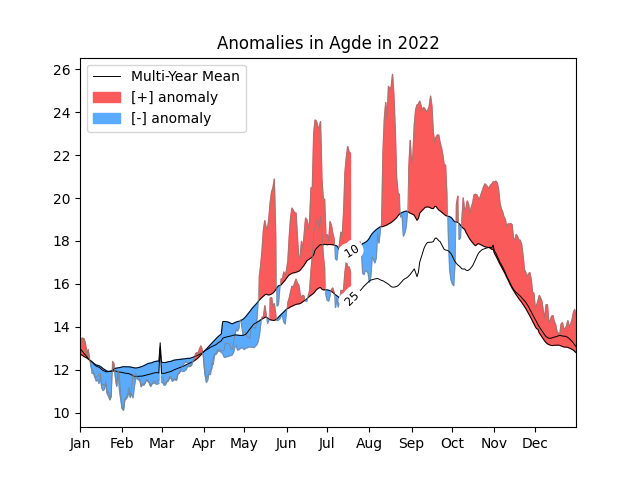 Anomalies in Agde in 2022
Multi-Year Mean
[+] anomaly
[-] anomaly
26
24
22
20
18
16
14
12
10
10
25
Jan Feb Mar Apr May Jun Jul Aug Sep Oct Nov Dec